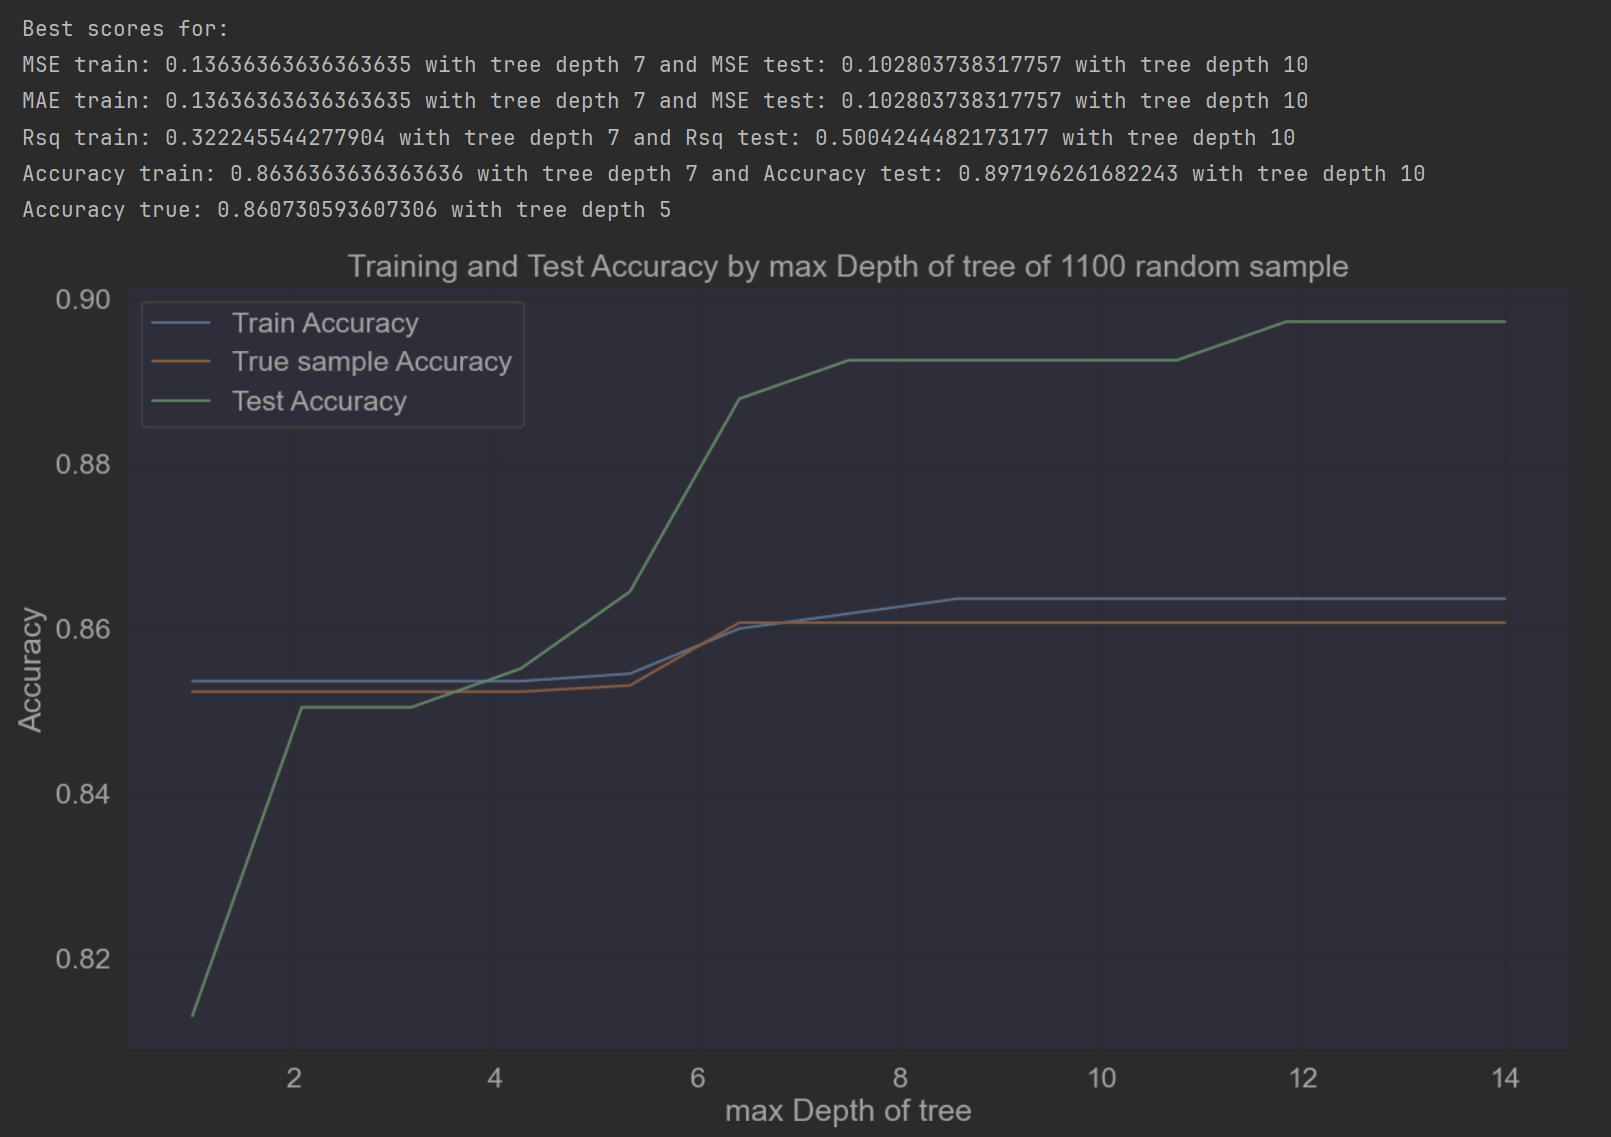 Best scores for:
MSE train: 0.13636363636363635 with tree depth 7 and MSE test: 0.102803738317757 with tree depth 10
MAE train: 0.13636363636363635 with tree depth 7 and MSE test: 0.102803738317757 with tree depth 10
Rsq train: 0.322245544277904 with tree depth 7 and Rsq test: 0.5004244482173177 with tree depth 10
Accuracy train: 0.8636363636363636 with tree depth 7 and Accuracy test: 0.897196261682243 with tree depth 10
Accuracy true: 0.860730593607306 with tree depth 5
Training and Test Accuracy by max Depth of tree of 1100 random sample
Train Accuracy
True sample Accuracy
Test Accuracy
Accuracy
0.90
0.88
0.86
0.84
0.82
2 4 6 8 10 12 14
max Depth of tree